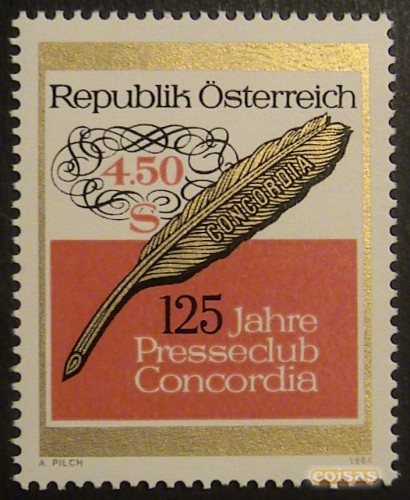 Republik Österreich
4.50
S
CONCORDIA
125 Jahre
Presseclub
Concordia
A. PILCH
1984
coisas